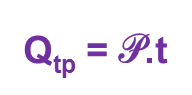 Qtp = 𝒫.t